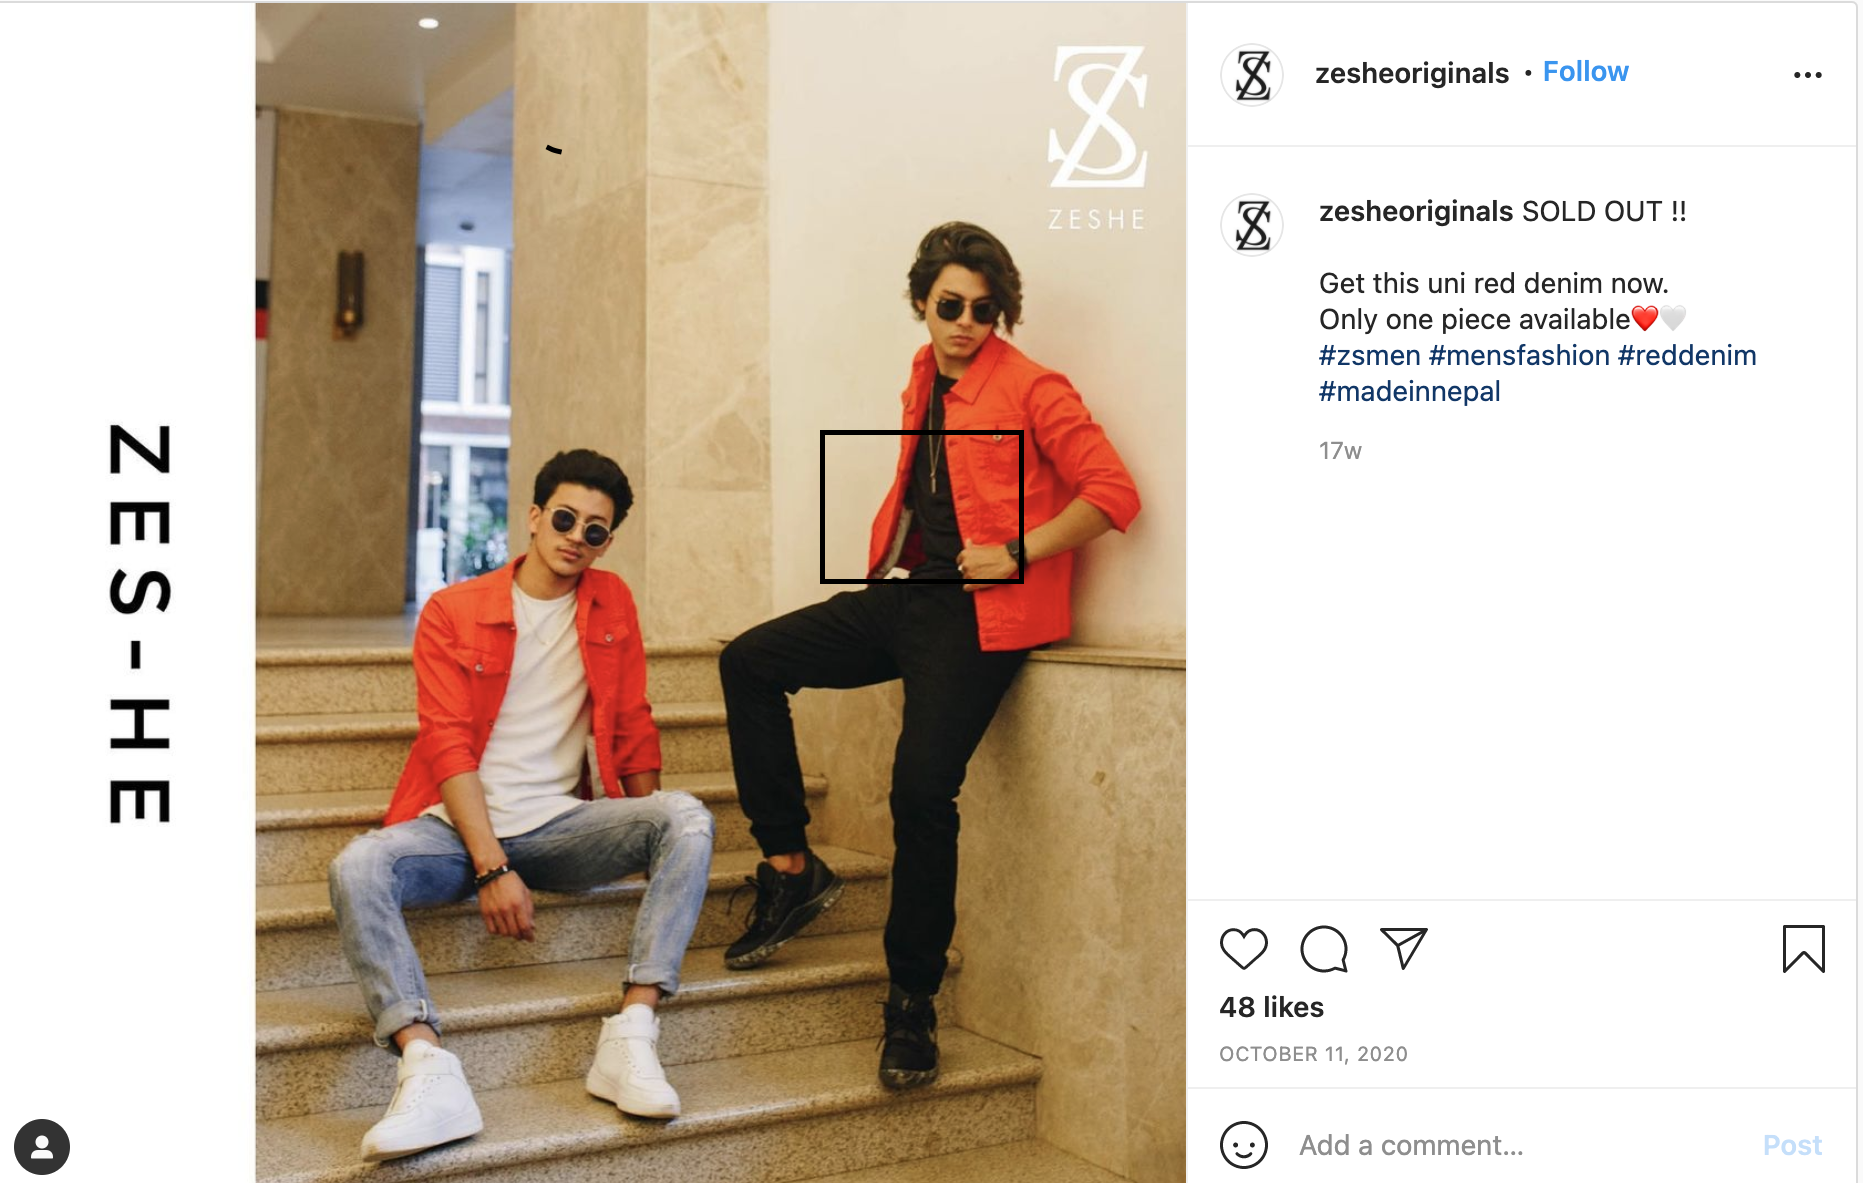 ZES-HE
ZS
ZESHE
zesheoriginals • Follow
zesheoriginals SOLD OUT !!
Get this uni red denim now.
Only one piece available❤️🤍
#zsmen #mensfashion #reddenim
#madeinnepal
17w
48 likes
OCTOBER 11, 2020
Add a comment...
Post